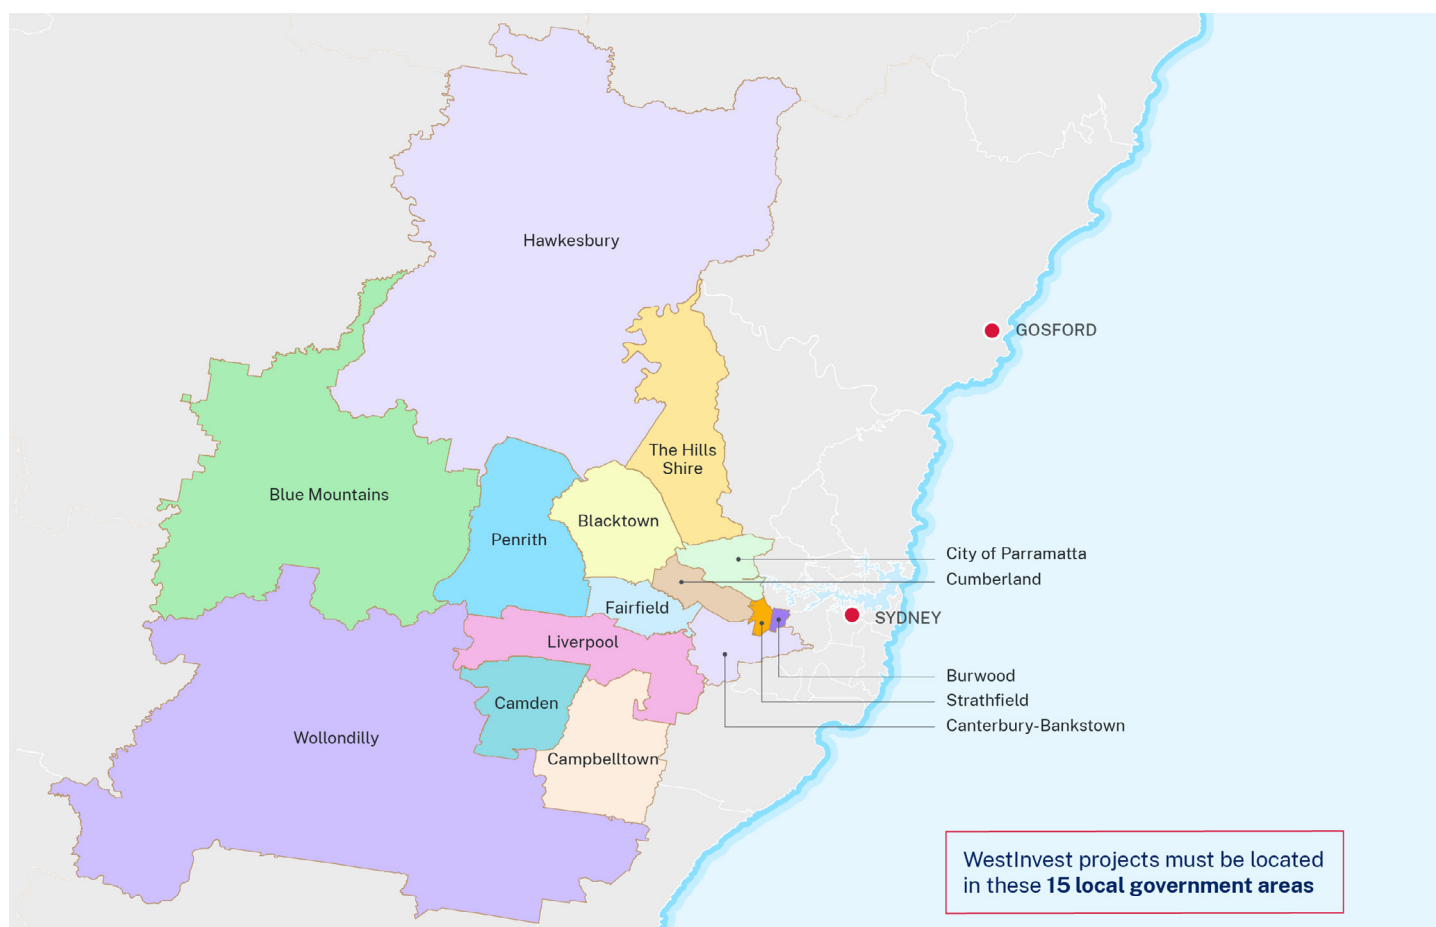 Hawkesbury
GOSFORD
The Hills
Shire
Blue Mountains
Blacktown
Penrith
City of Parramatta
Cumberland
Fairfield
SYDNEY
Liverpool
Burwood
Strathfield
Camden
Canterbury-Bankstown
Wollondilly
Campbelltown
WestInvest projects must be located
in these 15 local government areas